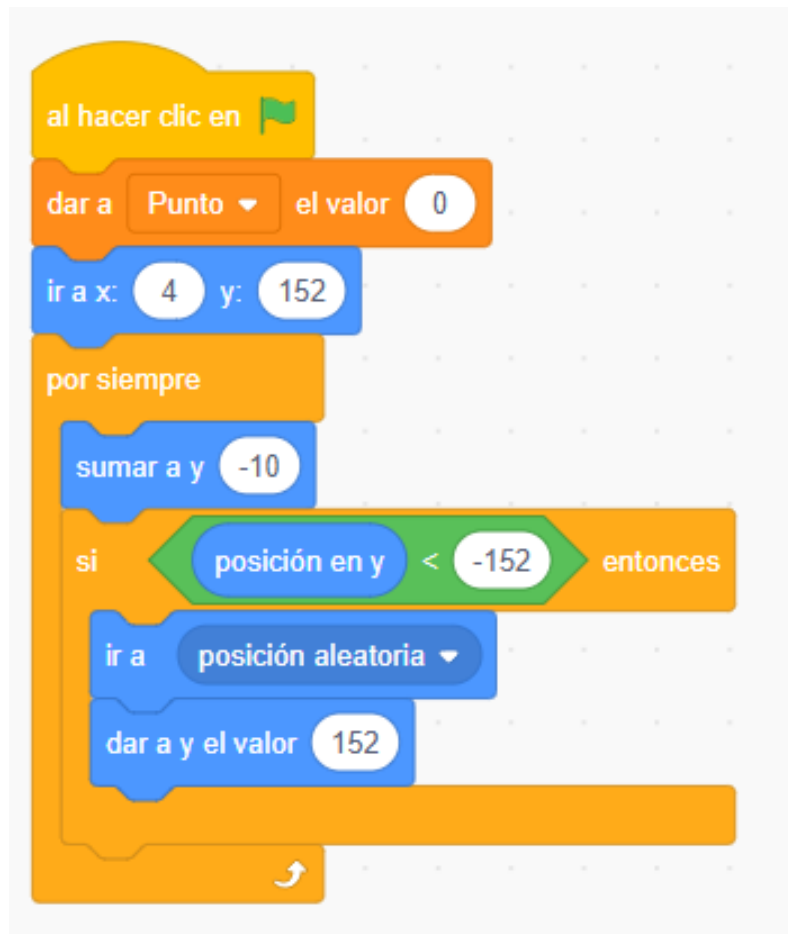 al hacer clic en
dar a Punto el valor 0
ir a x: 4 y: 152
por siempre
sumar a y -10
si posición en y < -152 entonces
ir a posición aleatoria
dar a y el valor 152